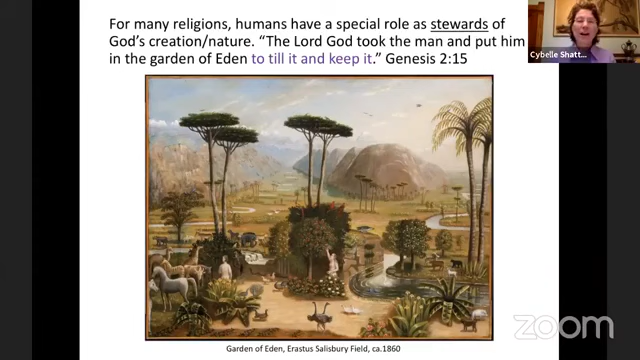 For many religions, humans have a special role as stewards of
God's creation/nature. "The Lord God took the man and put him
in the garden of Eden to till it and keep it." Genesis 2:15
Cybelle Shatt...
Garden of Eden, Erastus Salisbury Field, ca.1860
zoom